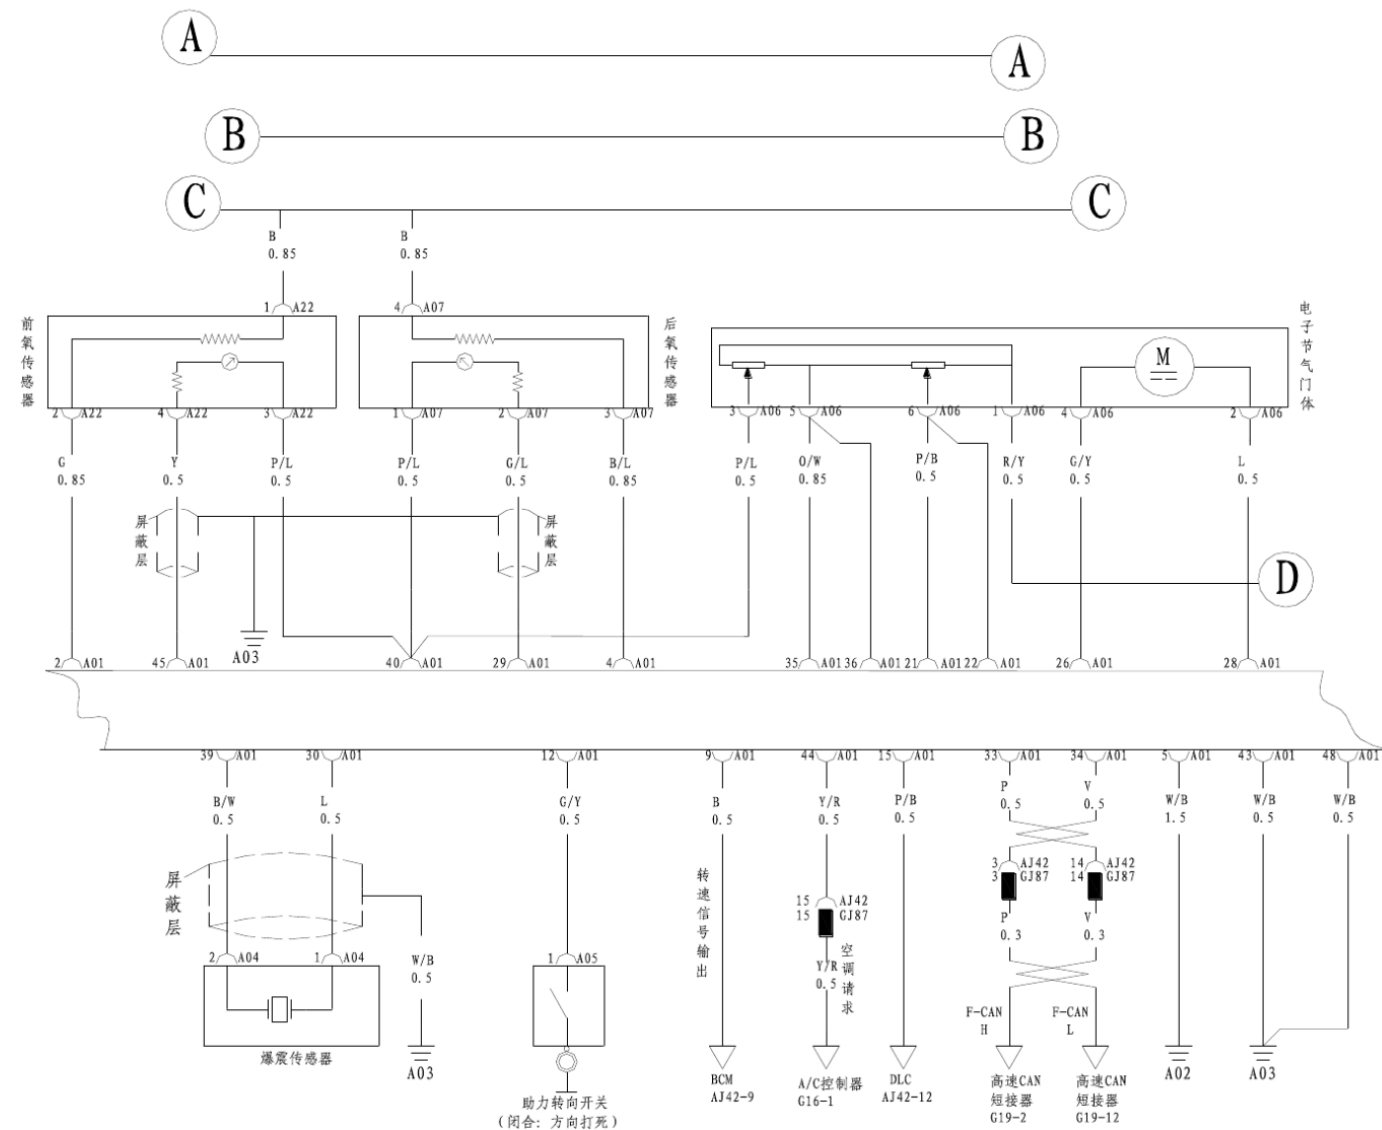 A A
B B
C C
B B
0.85 0.85
1 A22 4 A07
前氧传感器
后氧传感器
电子节气门体
M
2 A22 4 A22 3 A22 1 A07 2 A07 3 A07 3 A06 5 A06 6 A06 1 A06 4 A06 2 A06
G Y P/L P/L G/L B/L P/L O/W P/B R/Y G/Y L
0.85 0.5 0.5 0.5 0.5 0.85 0.5 0.85 0.5 0.5 0.5 0.5
屏蔽层 屏蔽层
D
A03
2 A01 45 A01 40 A01 29 A01 4 A01 35 A01 36 A01 21 A01 22 A01 26 A01 28 A01
39 A01 30 A01 12 A01 9 A01 44 A01 15 A01 33 A01 34 A01 5 A01 43 A01 48 A01
B/W L G/Y B Y/R P/B P V W/B W/B W/B
0.5 0.5 0.5 0.5 0.5 0.5 0.5 0.5 1.5 0.5 0.5
屏蔽层
转速信号输出
3 AJ42 14 AJ42
3 GJ87 14 GJ87
15 AJ42
15 GJ87
P V
0.3 0.3
空调请求
Y/R
0.5
2 A04 1 A04
W/B
0.5
1 A05
F-CAN H
F-CAN L
爆震传感器
A03
助力转向开关
(闭合: 方向打死)
BCM
AJ42-9
A/C控制器
G16-1
DLC
AJ42-12
高速CAN
短接器
G19-2
高速CAN
短接器
G19-12
A02
A03